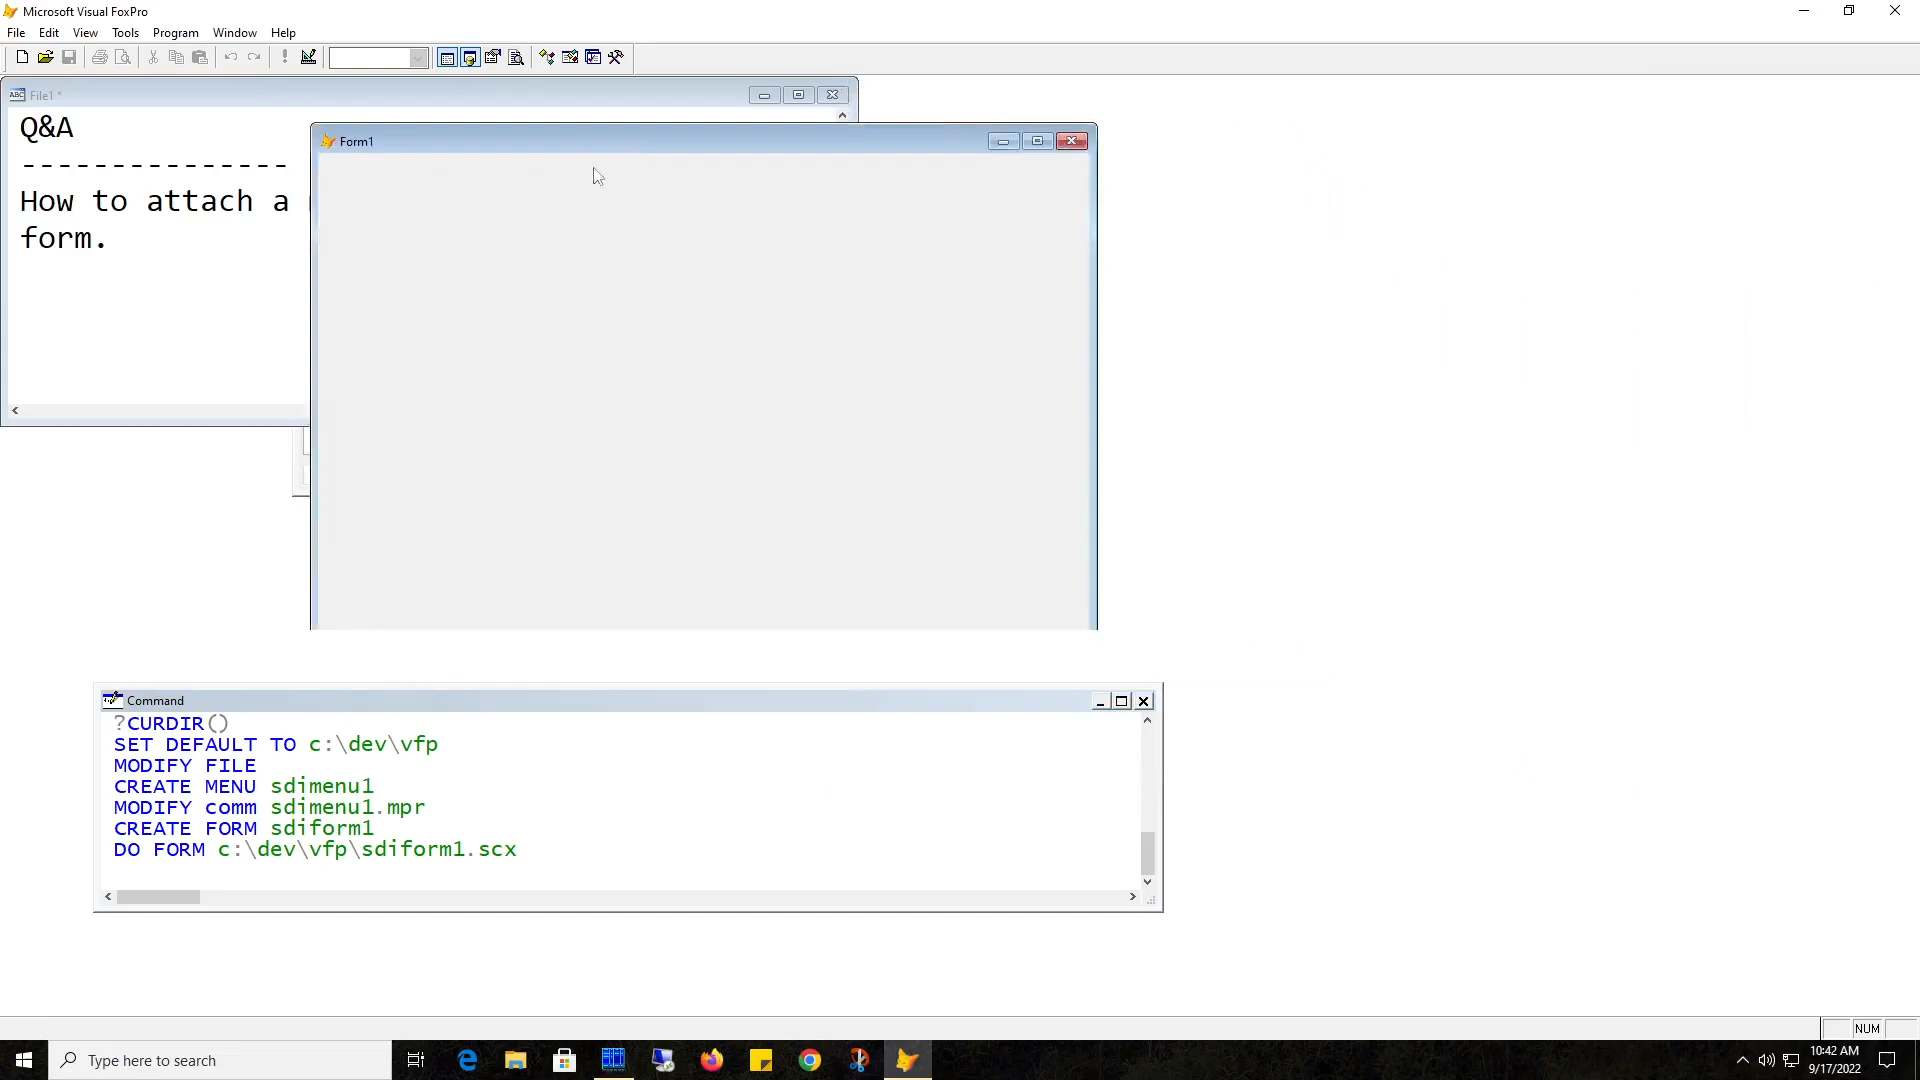 Microsoft Visual FoxPro
File Edit View Tools Program Window Help
File1 *
Q&A
---------------
How to attach a
form.
Form1
Command
?CURDIR()
SET DEFAULT TO c:\dev\vfp
MODIFY FILE
CREATE MENU sdimenu1
MODIFY comm sdimenu1.mpr
CREATE FORM sdiform1
DO FORM c:\dev\vfp\sdiform1.scx
NUM
Type here to search
10:42 AM
9/17/2022